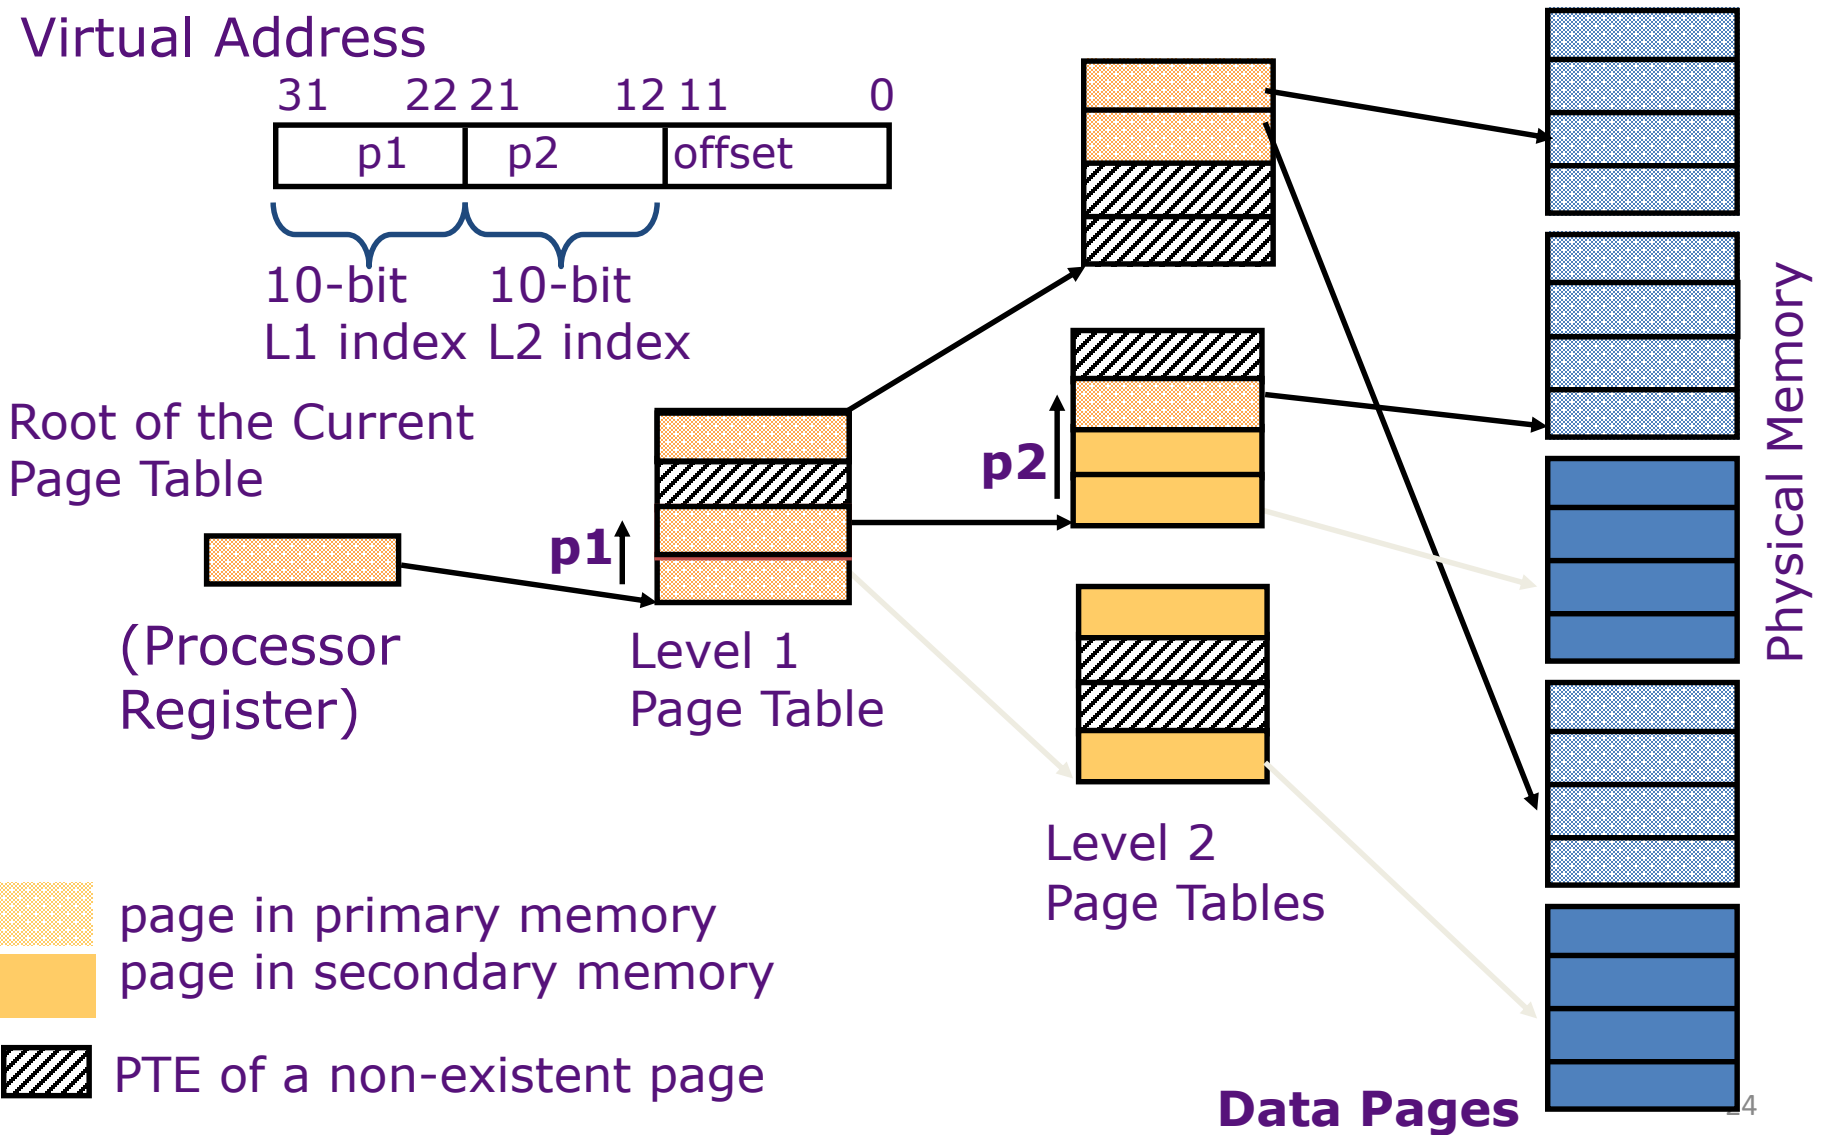 Virtual Address
31 22 21 12 11 0
p1 p2 offset
10-bit 10-bit
L1 index L2 index
Root of the Current
Page Table
(Processor
Register)
p1
Level 1
Page Table
p2
Level 2
Page Tables
Physical Memory
page in primary memory
page in secondary memory
PTE of a non-existent page
Data Pages
24